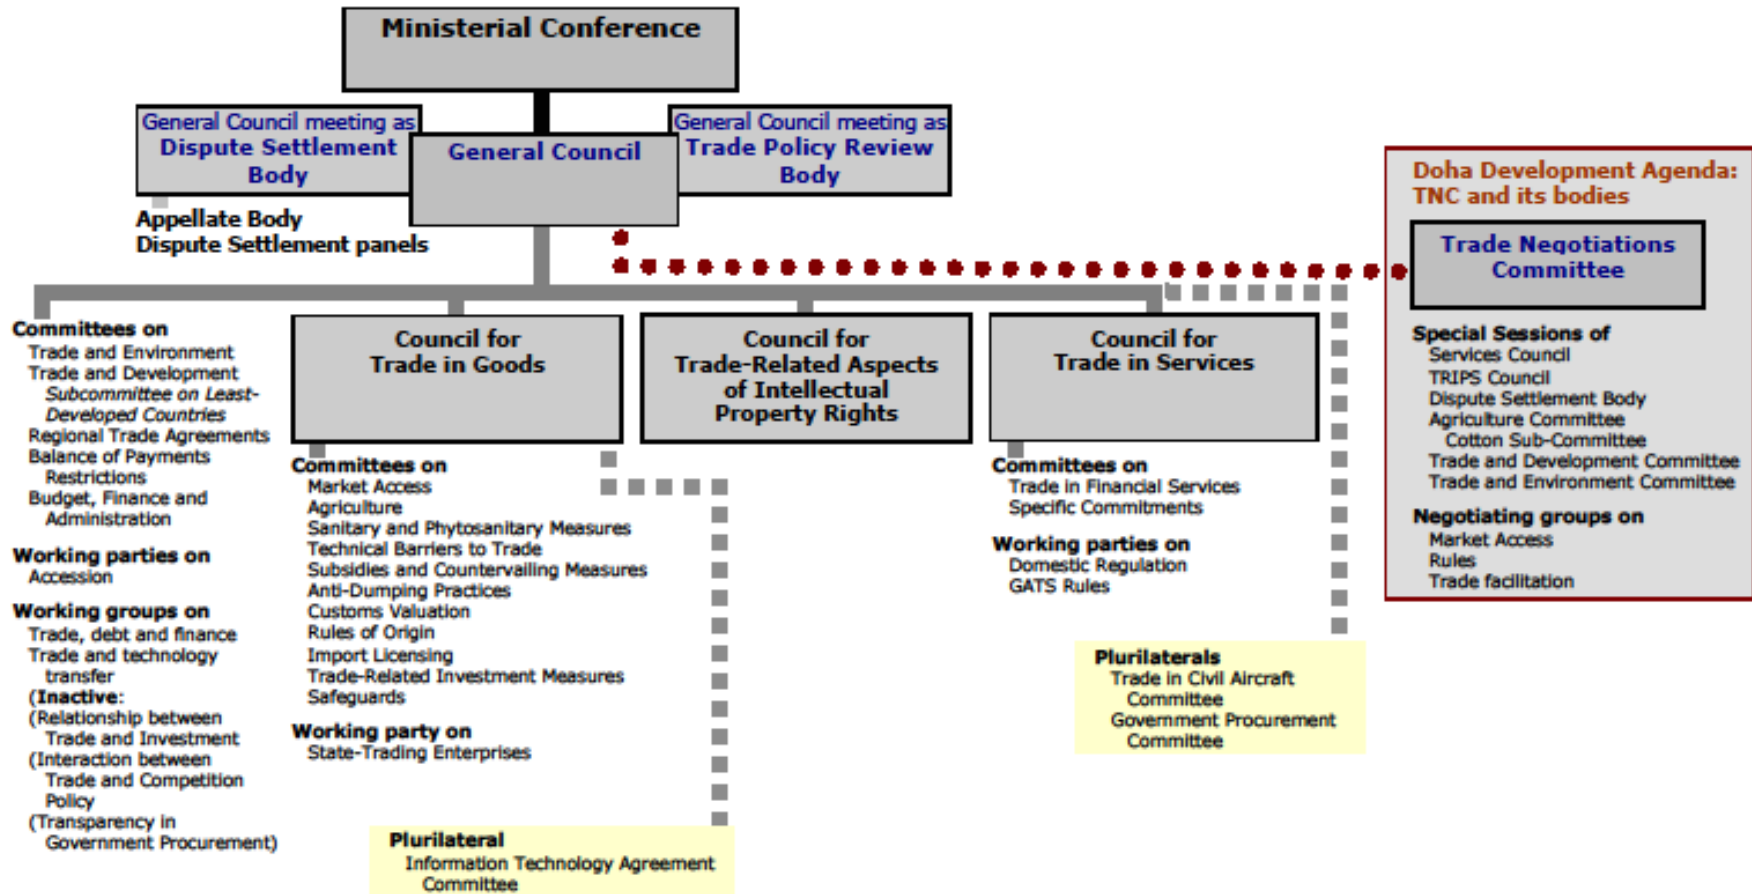 Ministerial Conference
General Council meeting as
Dispute Settlement
Body
General Council
General Council meeting as
Trade Policy Review
Body
Appellate Body
Dispute Settlement panels
Doha Development Agenda:
TNC and its bodies
Trade Negotiations
Committee
Special Sessions of
Services Council
TRIPS Council
Dispute Settlement Body
Agriculture Committee
Cotton Sub-Committee
Trade and Development Committee
Trade and Environment Committee
Negotiating groups on
Market Access
Rules
Trade facilitation
Committees on
Trade and Environment
Trade and Development
Subcommittee on Least-
Developed Countries
Regional Trade Agreements
Balance of Payments
Restrictions
Budget, Finance and
Administration
Working parties on
Accession
Working groups on
Trade, debt and finance
Trade and technology
transfer
(Inactive:
(Relationship between
Trade and Investment
(Interaction between
Trade and Competition
Policy
(Transparency in
Government Procurement)
Council for
Trade in Goods
Committees on
Market Access
Agriculture
Sanitary and Phytosanitary Measures
Technical Barriers to Trade
Subsidies and Countervailing Measures
Anti-Dumping Practices
Customs Valuation
Rules of Origin
Import Licensing
Trade-Related Investment Measures
Safeguards
Working party on
State-Trading Enterprises
Plurilateral
Information Technology Agreement
Committee
Council for
Trade-Related Aspects
of Intellectual
Property Rights
Council for
Trade in Services
Committees on
Trade in Financial Services
Specific Commitments
Working parties on
Domestic Regulation
GATS Rules
Plurilaterals
Trade in Civil Aircraft
Committee
Government Procurement
Committee